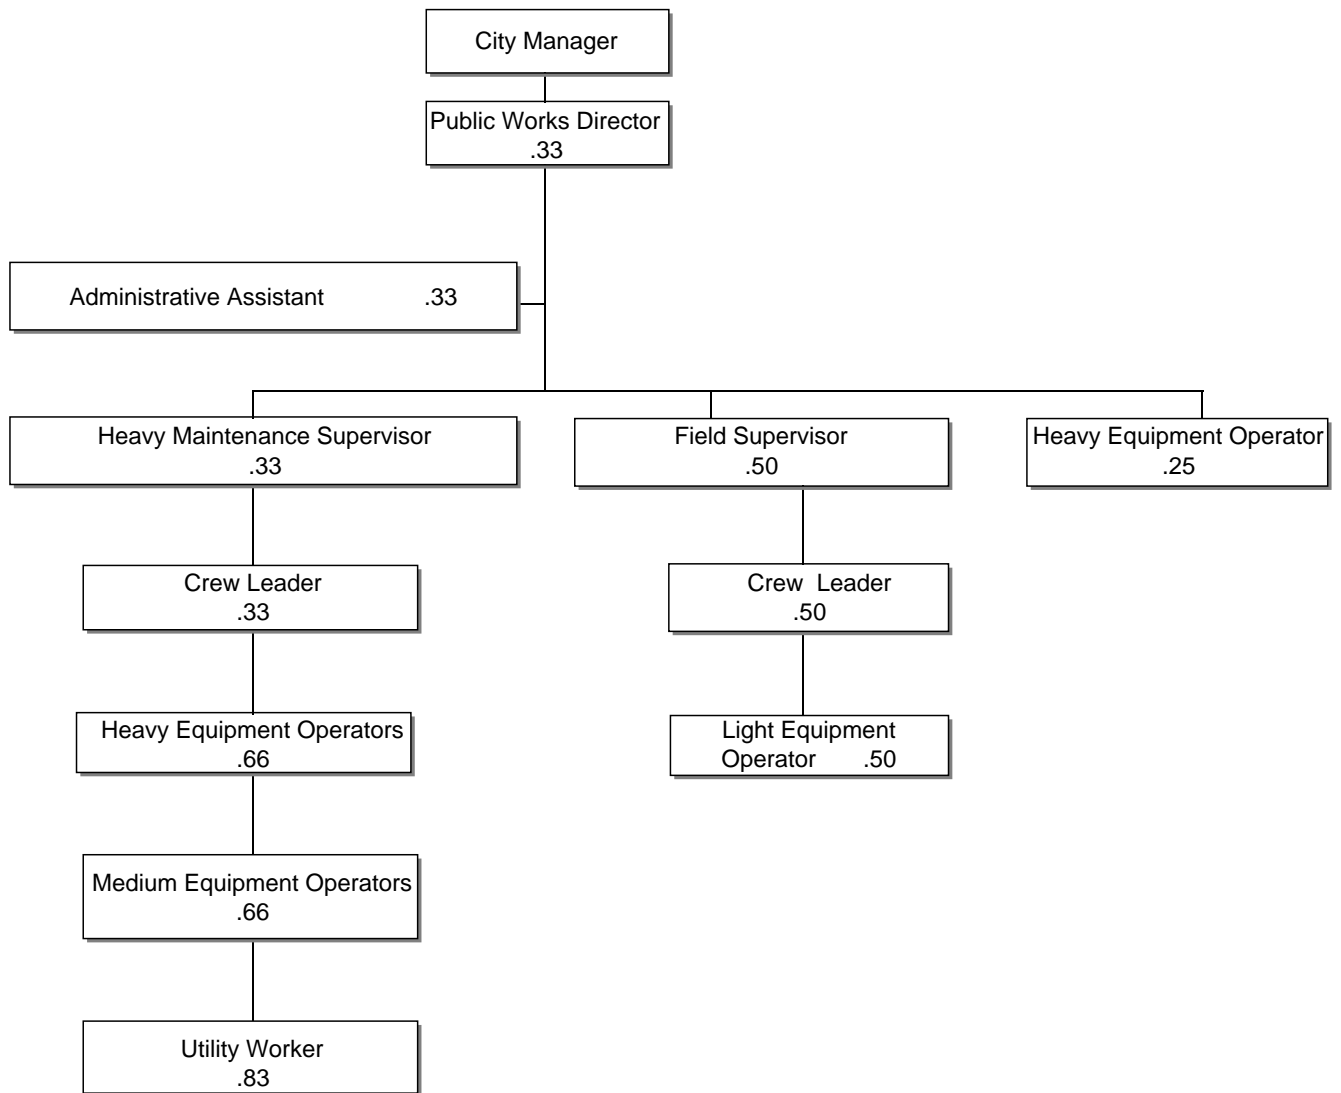 City Manager
Public Works Director
.33
Administrative Assistant .33
Heavy Maintenance Supervisor
.33
Field Supervisor
.50
Heavy Equipment Operator
.25
Crew Leader
.33
Crew Leader
.50
Heavy Equipment Operators
.66
Light Equipment
Operator .50
Medium Equipment Operators
.66
Utility Worker
.83